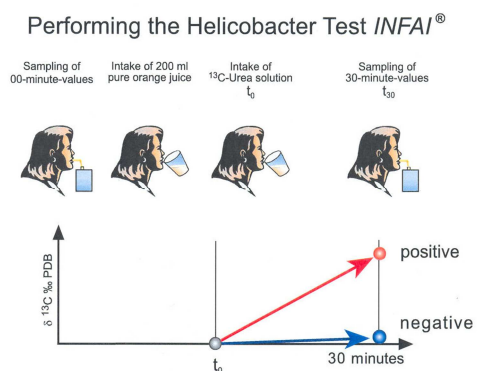 Performing the Helicobacter Test INFAI®
Sampling of
00-minute-values
Intake of 200 ml
pure orange juice
Intake of
¹³C-Urea solution
t₀
Sampling of
30-minute-values
t₃₀
δ ¹³C ‰ PDB
positive
negative
t₀
30 minutes